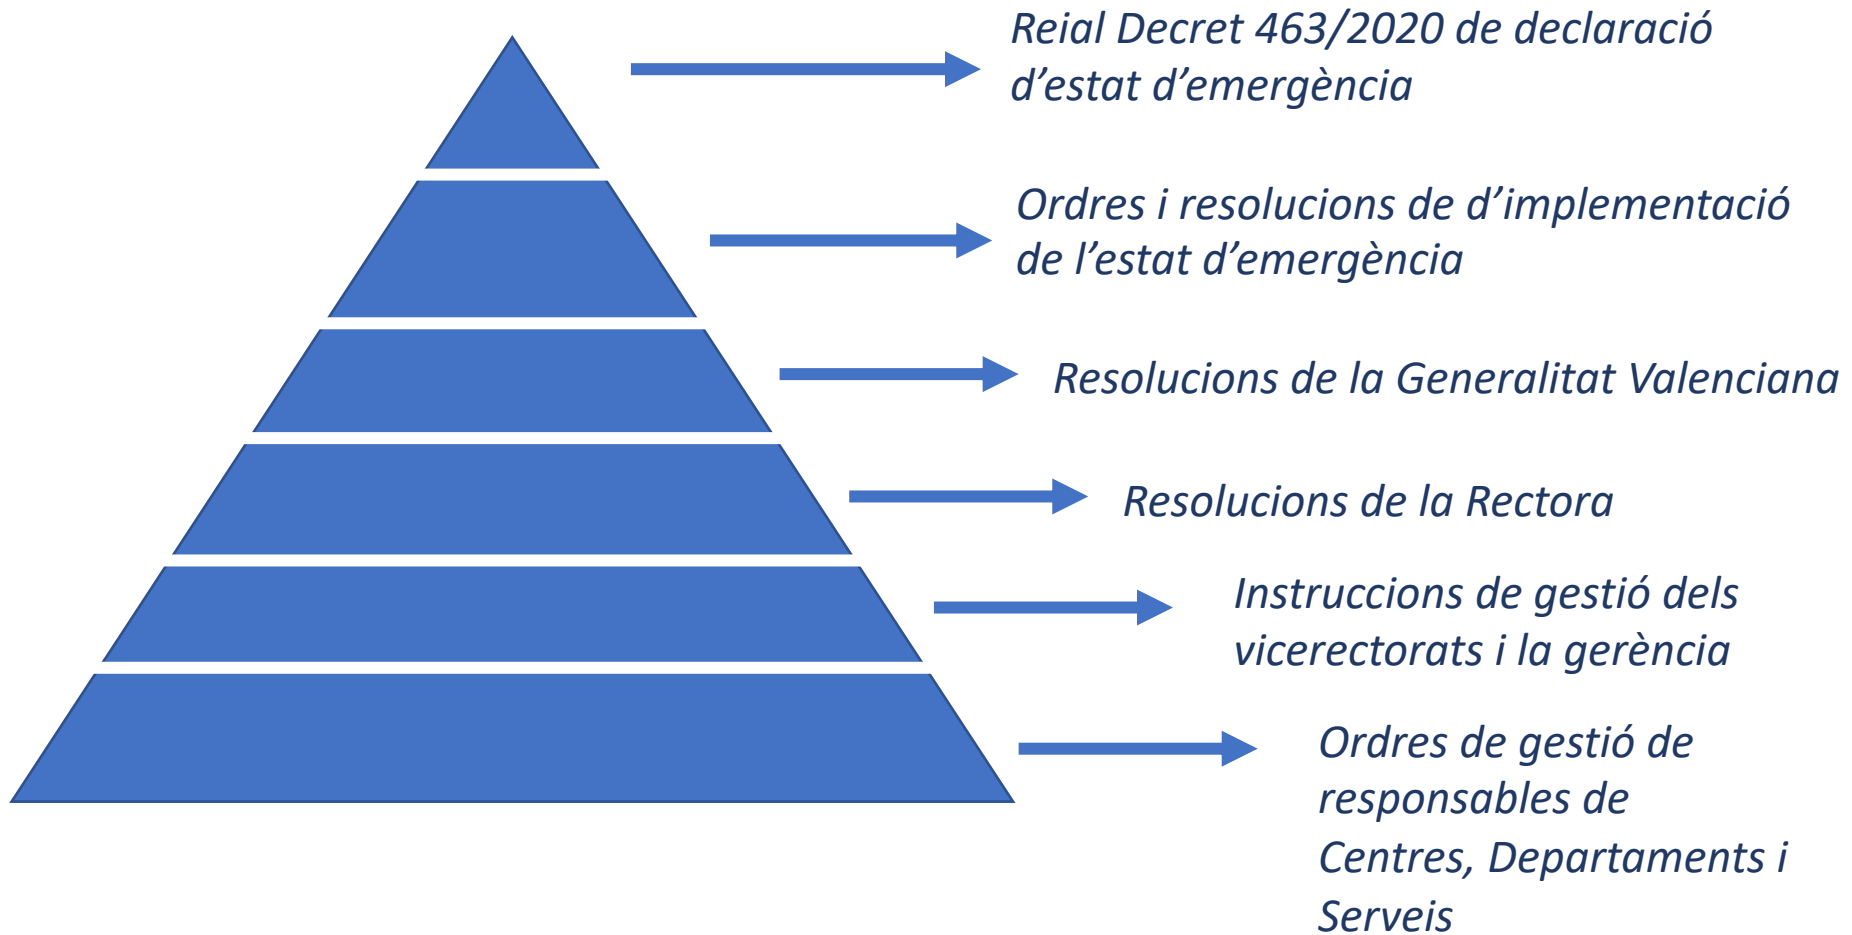 Reial Decret 463/2020 de declaració
d’estat d’emergència
Ordres i resolucions de d’implementació
de l’estat d’emergència
Resolucions de la Generalitat Valenciana
Resolucions de la Rectora
Instruccions de gestió dels
vicerectorats i la gerència
Ordres de gestió de
responsables de
Centres, Departaments i
Serveis